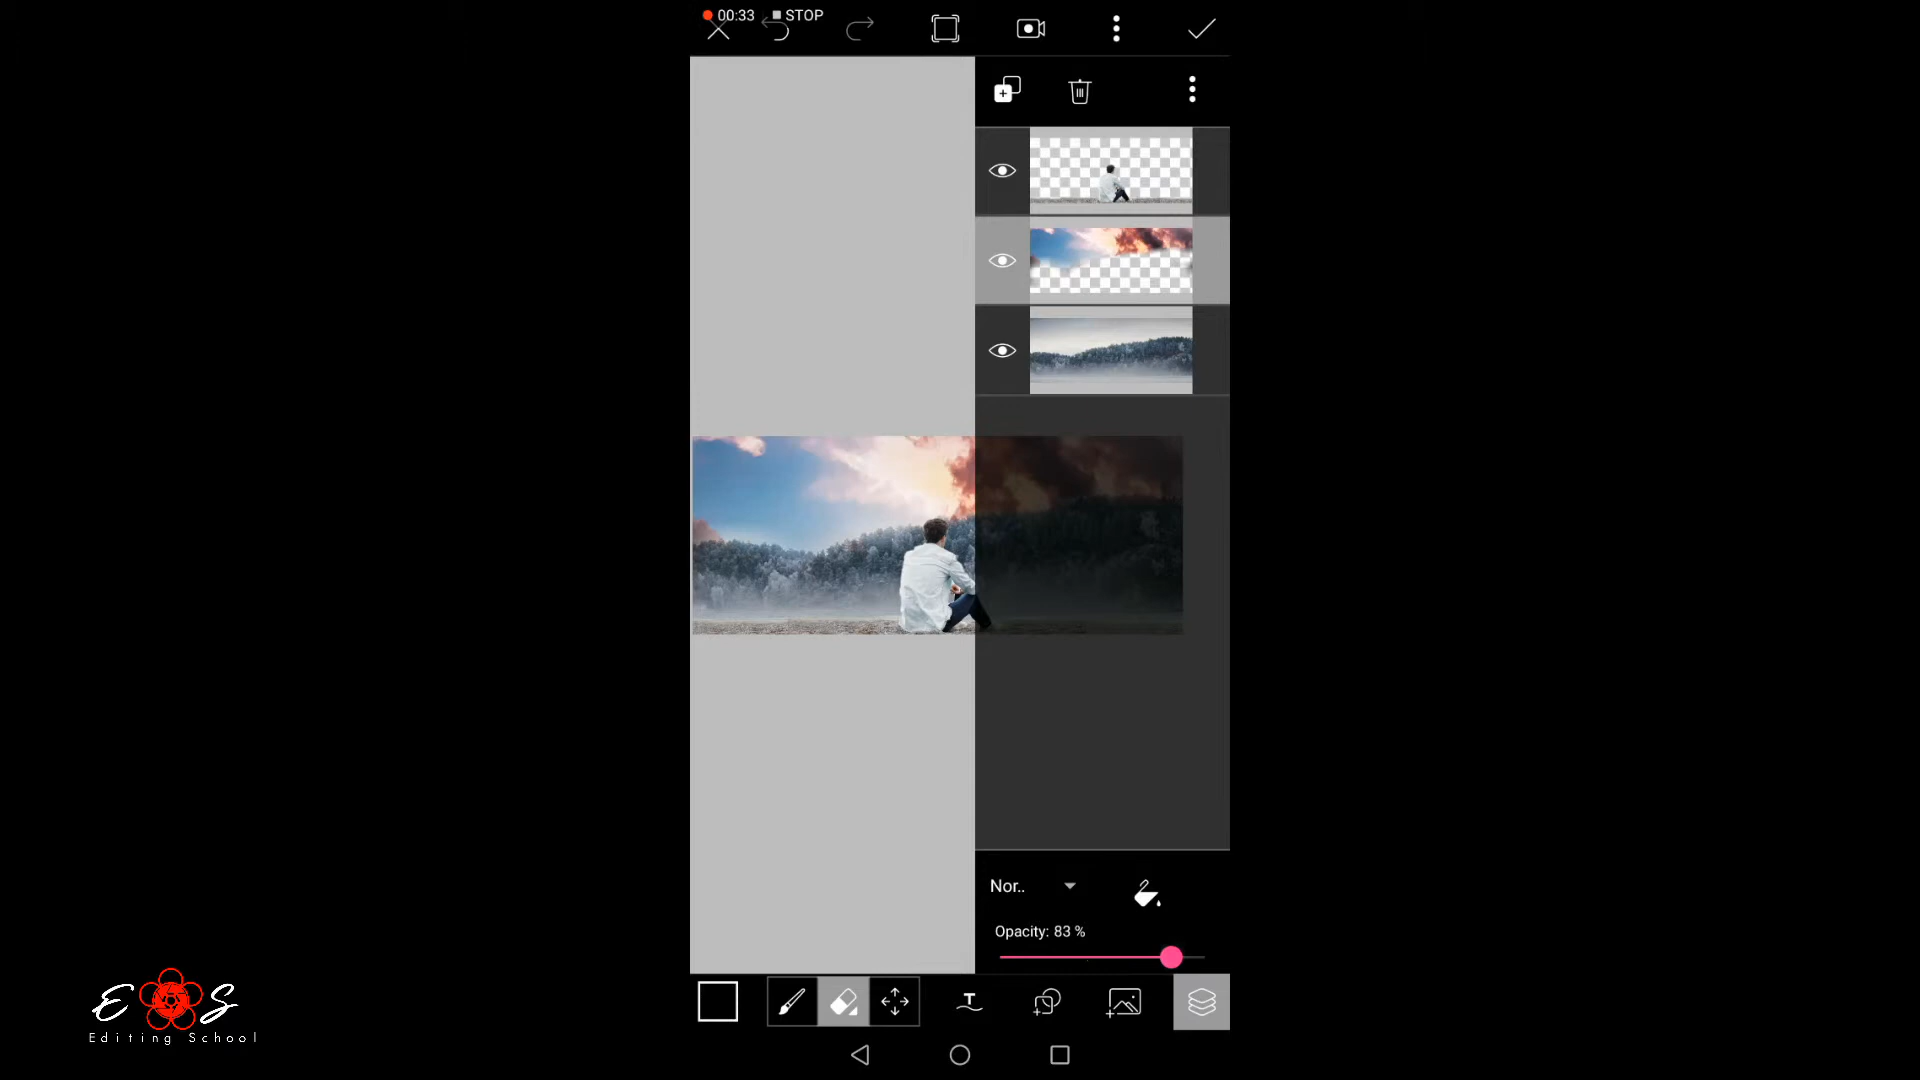 00:33 STOP
Nor..
Opacity: 83 %
T
E S
Editing School